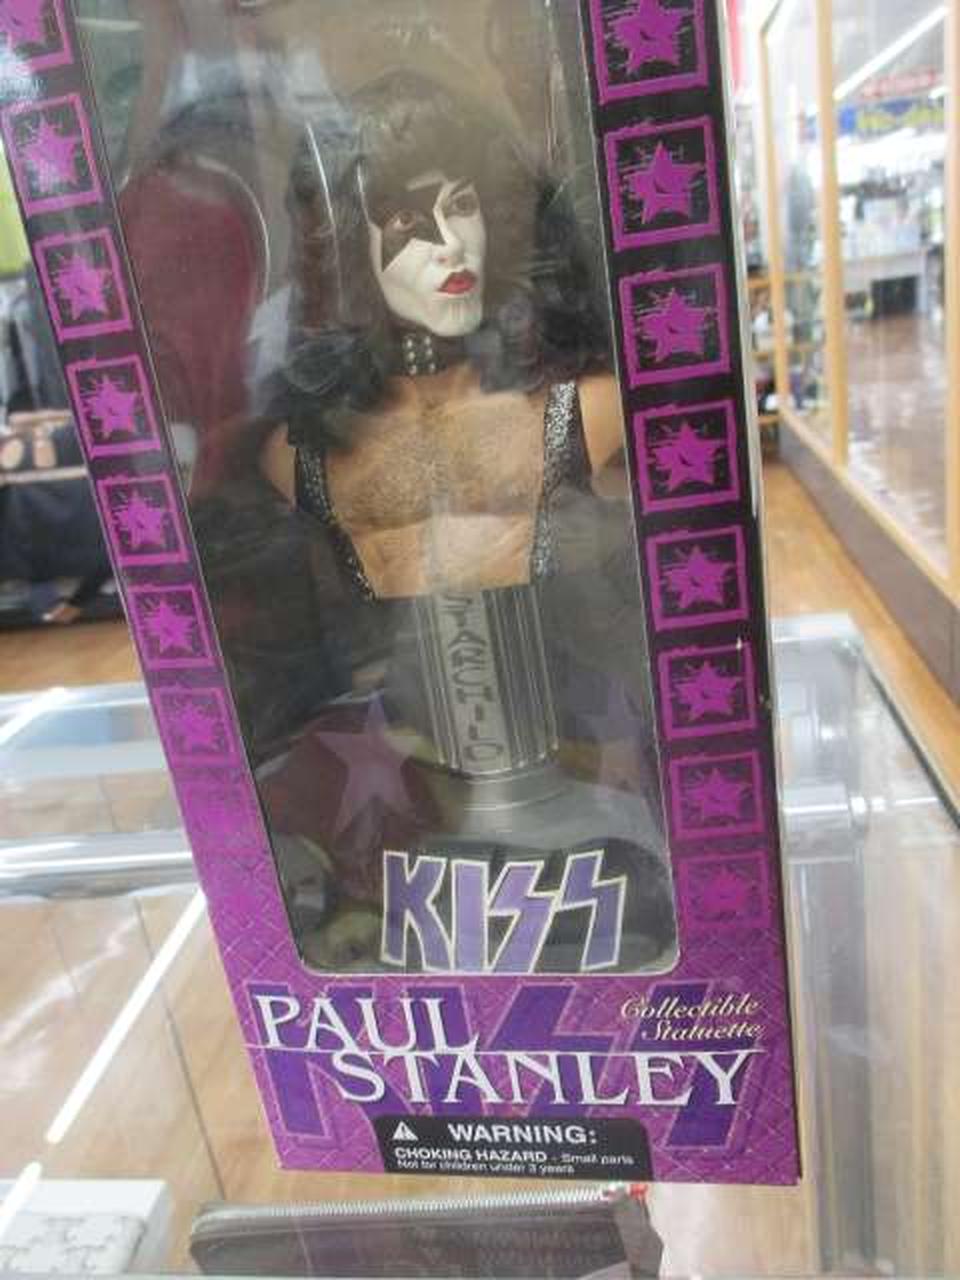 STARCHILD
KISS
PAUL
STANLEY
Collectible
Statuette
WARNING:
CHOKING HAZARD - Small parts
Not for children under 3 years